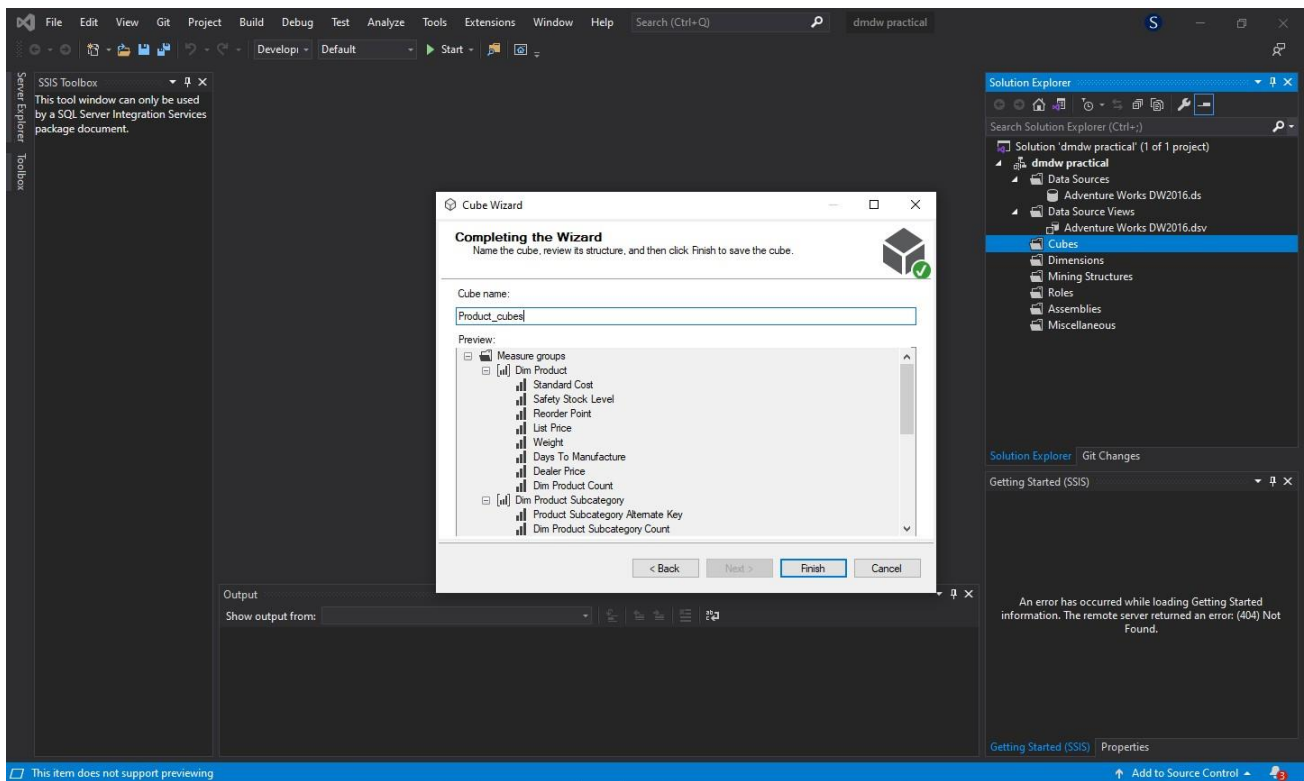 File Edit View Git Project Build Debug Test Analyze Tools Extensions Window Help Search (Ctrl+Q) dmdw practical S
Developı Default Start
Server Explorer
Toolbox
SSIS Toolbox
This tool window can only be used
by a SQL Server Integration Services
package document.
Cube Wizard
Completing the Wizard
Name the cube, review its structure, and then click Finish to save the cube.
Cube name:
Product_cubes
Preview:
Measure groups
Dim Product
Standard Cost
Safety Stock Level
Reorder Point
List Price
Weight
Days To Manufacture
Dealer Price
Dim Product Count
Dim Product Subcategory
Product Subcategory Alternate Key
Dim Product Subcategory Count
< Back Next > Finish Cancel
Output
Show output from:
Solution Explorer
Search Solution Explorer (Ctrl+;)
Solution 'dmdw practical' (1 of 1 project)
dmdw practical
Data Sources
Adventure Works DW2016.ds
Data Source Views
Adventure Works DW2016.dsv
Cubes
Dimensions
Mining Structures
Roles
Assemblies
Miscellaneous
Solution Explorer Git Changes
Getting Started (SSIS)
An error has occurred while loading Getting Started
information. The remote server returned an error: (404) Not
Found.
Getting Started (SSIS) Properties
This item does not support previewing
Add to Source Control 3